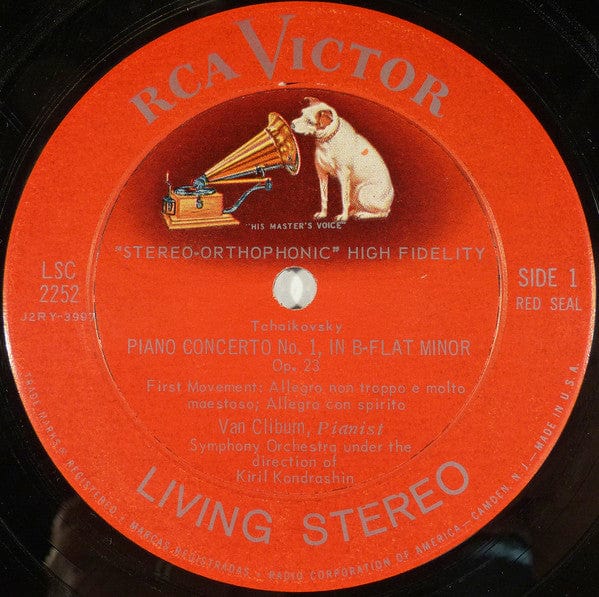 RCA VICTOR
"HIS MASTER'S VOICE"
"STEREO-ORTHOPHONIC" HIGH FIDELITY
LSC
2252
J2RY-3997
SIDE 1
RED SEAL
Tchaikovsky
PIANO CONCERTO No. 1, IN B-FLAT MINOR
Op. 23
First Movement: Allegro non troppo e molto
maestoso; Allegro con spirito
Van Cliburn, Pianist
Symphony Orchestra under the
direction of
Kiril Kondrashin
LIVING STEREO
TRADE MARKS ® REGISTERED • MARCAS REGISTRADAS • RADIO CORPORATION OF AMERICA — CAMDEN, N. J. — MADE IN U.S.A.